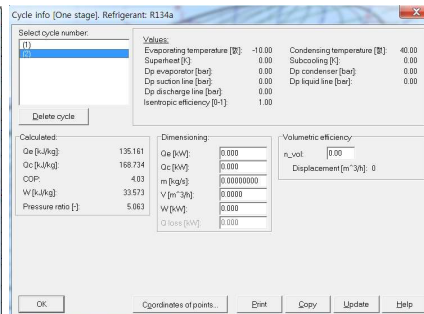 Cycle info [One stage]. Refrigerant: R134a
X
Select cycle number:
(1)
(2)
Delete cycle
Values:
Evaporating temperature [캜]: -10.00
Superheat [K]: 0.00
Dp evaporator [bar]: 0.00
Dp suction line [bar]: 0.00
Dp discharge line [bar]: 0.00
Isentropic efficiency [0-1]: 1.00
Condensing temperature [캜]: 40.00
Subcooling [K]: 0.00
Dp condenser [bar]: 0.00
Dp liquid line [bar]: 0.00
Calculated:
Qe [kJ/kg]: 135.161
Qc [kJ/kg]: 168.734
COP: 4.03
W [kJ/kg]: 33.573
Pressure ratio [-]: 5.063
Dimensioning:
Qe [kW]: 0.000
Qc [kW]: 0.000
m [kg/s]: 0.00000000
V [m^3/h]: 0.0000
W [kW]: 0.000
Q loss [kW]: 0.000
Volumetric efficiency
n_vol: 0.00
Displacement [m^3/h]: 0
OK
Coordinates of points...
Print
Copy
Update
Help